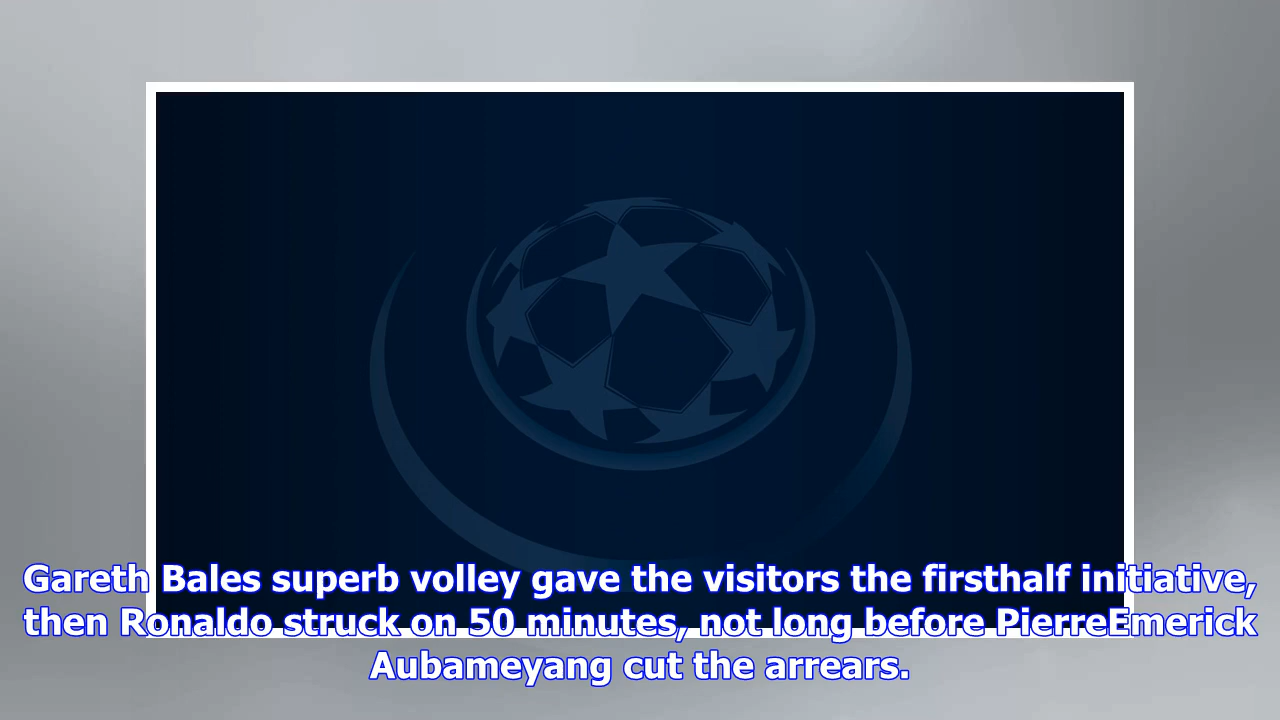 Gareth Bales superb volley gave the visitors the firsthalf initiative,
then Ronaldo struck on 50 minutes, not long before PierreEmerick
Aubameyang cut the arrears.